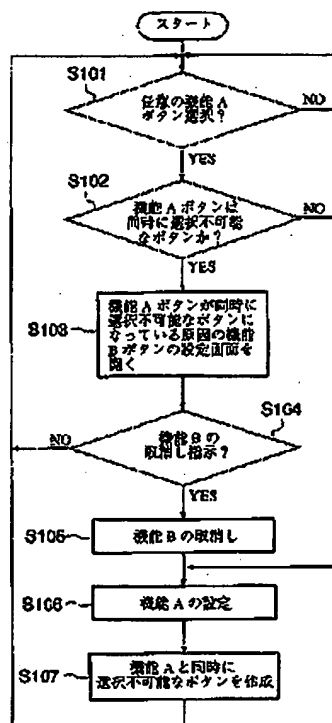 スタート
S101
任意の機能A
ボタン選択?
NO
YES
S102
機能Aボタンは
同時に選択不可能
なボタンか?
NO
YES
S103
機能Aボタンが同時に
選択不可能なボタンに
なっている原因の機能
Bボタンの設定画面を
開く
S104
NO
機能Bの
取消し指示?
YES
S105
機能Bの取消し
S106
機能Aの設定
S107
機能Aと同時に
選択不可能なボタンを作成